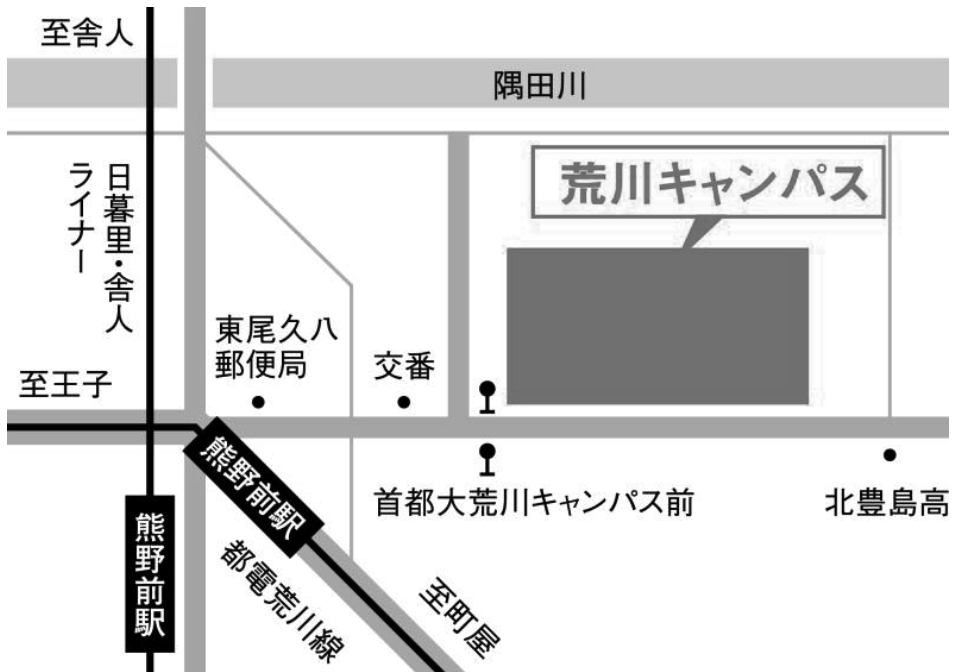 至舎人
隅田川
荒川キャンパス
日暮里・舎人
ライナー
東尾久八
郵便局
交番
至王子
熊野前駅
首都大荒川キャンパス前
北豊島高
熊野前駅
都電荒川線
至町屋